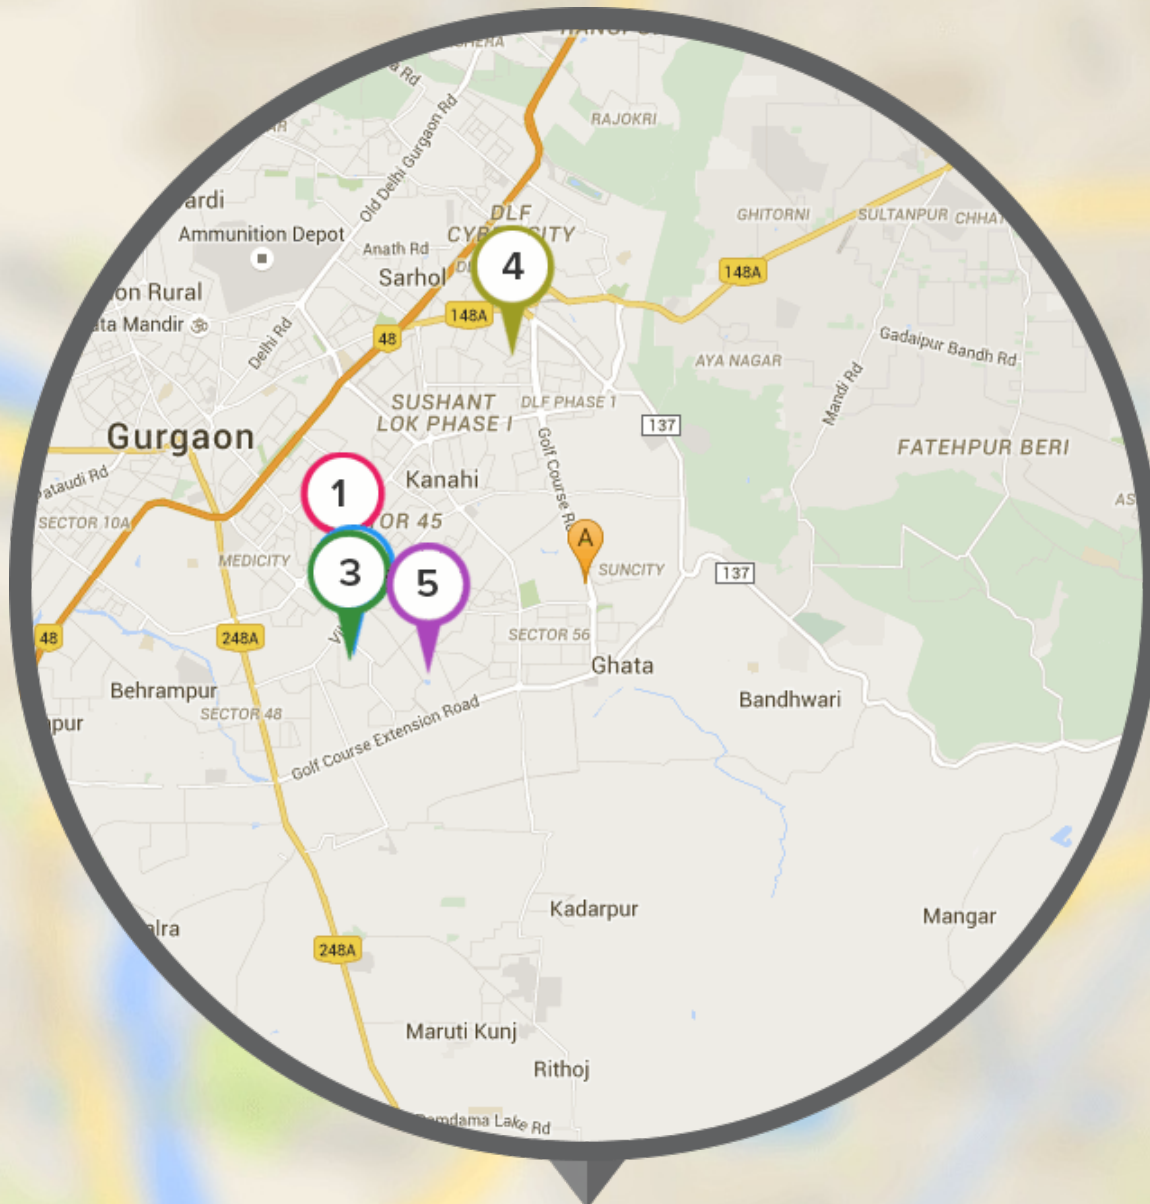 RAJOKRI
Old Delhi Gurgaon Rd
GHITORNI
SULTANPUR
DLF
Ammunition Depot
Anath Rd
Sarhol
4
148A
148A
48
Delhi Rd
Gadaipur Bandh Rd
AYA NAGAR
Mandi Rd
SUSHANT
LOK PHASE I
DLF PHASE 1
137
Gurgaon
Golf Course Rd
FATEHPUR BERI
Kanahi
Pataudi Rd
1
SECTOR 10A
OR 45
A
MEDICITY
3
5
SUNCITY
137
48
248A
SECTOR 56
Ghata
Behrampur
Bandhwari
SECTOR 48
Golf Course Extension Road
Kadarpur
Mangar
248A
Maruti Kunj
Rithoj
Lake Rd